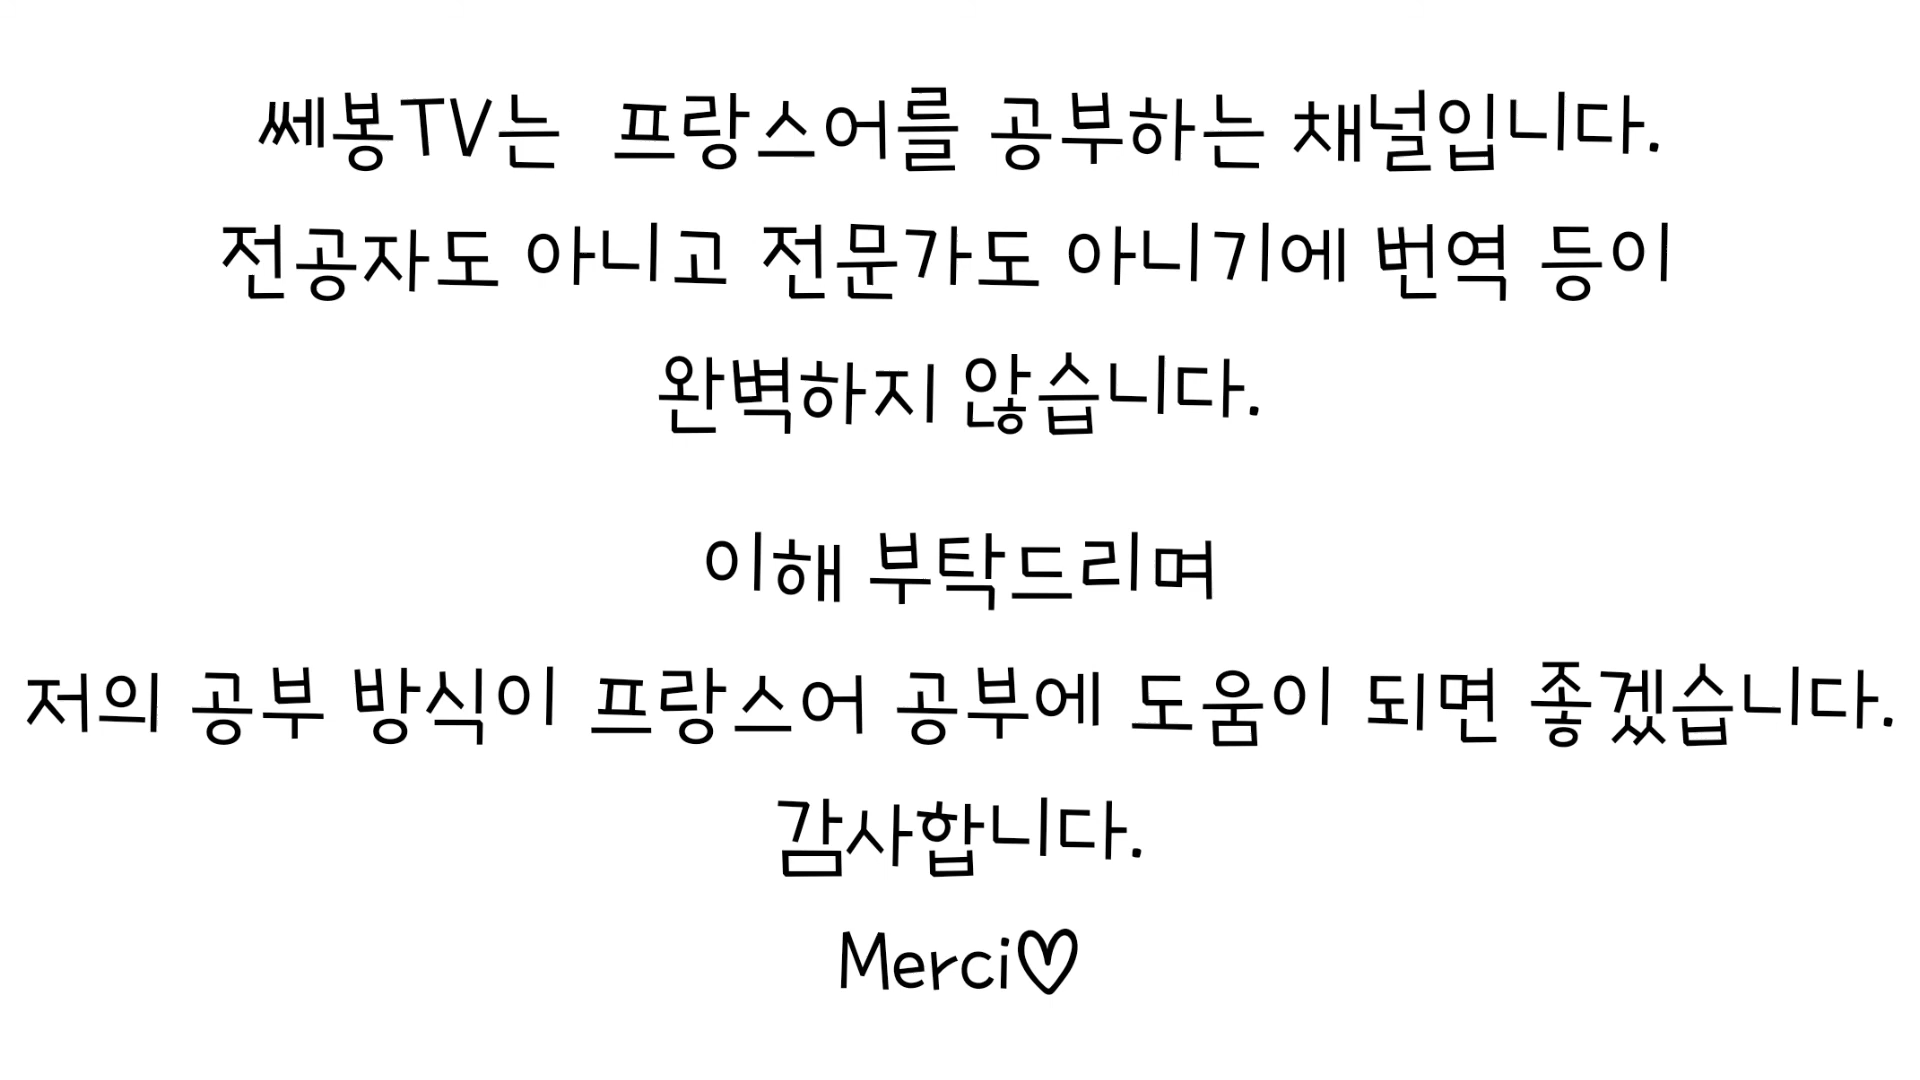 쎄봉TV는 프랑스어를 공부하는 채널입니다.
전공자도 아니고 전문가도 아니기에 번역 등이
완벽하지 않습니다.
이해 부탁드리며
저의 공부 방식이 프랑스어 공부에 도움이 되면 좋겠습니다.
감사합니다.
Merci♡